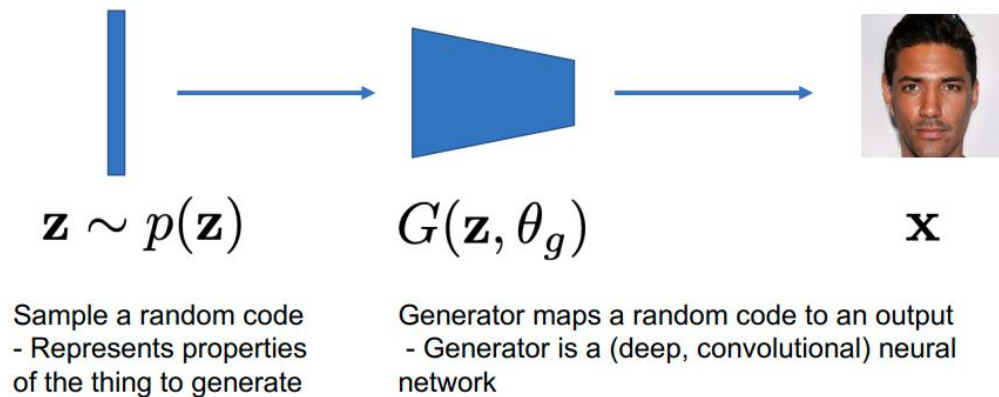 z ∼ p(z)
G(z, θ_g)
x
Sample a random code
- Represents properties
of the thing to generate
Generator maps a random code to an output
- Generator is a (deep, convolutional) neural
network